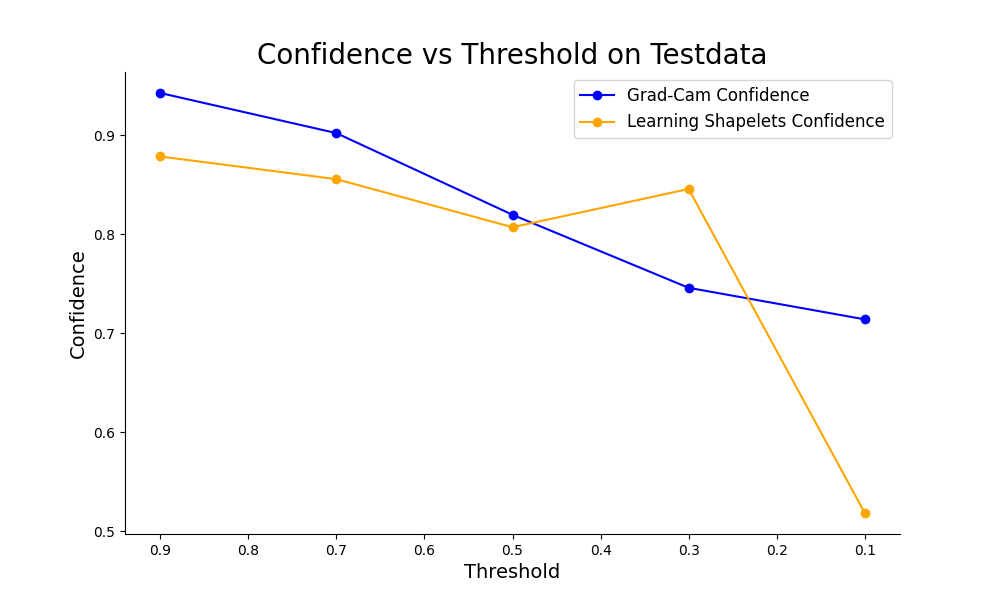 Confidence vs Threshold on Testdata
Grad-Cam Confidence
Learning Shapelets Confidence
Confidence
0.9
0.8
0.7
0.6
0.5
0.9 0.8 0.7 0.6 0.5 0.4 0.3 0.2 0.1
Threshold